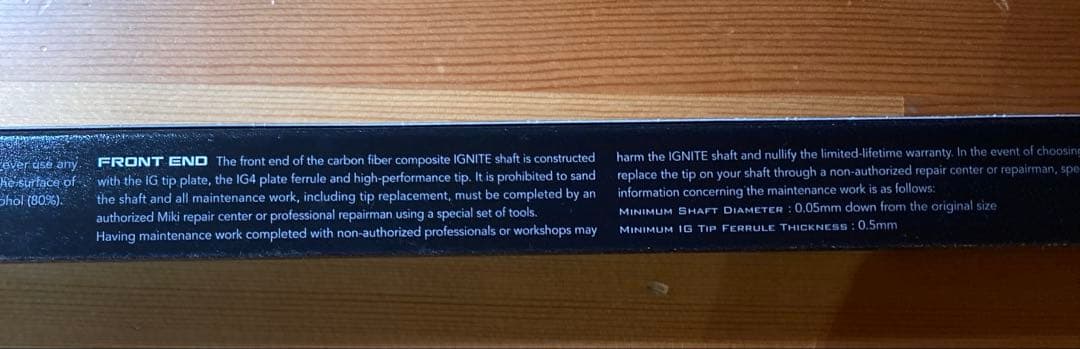 ever use any
he surface of
ohol (80%).
FRONT END The front end of the carbon fiber composite IGNITE shaft is constructed
with the IG tip plate, the IG4 plate ferrule and high-performance tip. It is prohibited to sand
the shaft and all maintenance work, including tip replacement, must be completed by an
authorized Miki repair center or professional repairman using a special set of tools.
Having maintenance work completed with non-authorized professionals or workshops may
harm the IGNITE shaft and nullify the limited-lifetime warranty. In the event of choosin
replace the tip on your shaft through a non-authorized repair center or repairman, spe
information concerning the maintenance work is as follows:
MINIMUM SHAFT DIAMETER : 0.05mm down from the original size
MINIMUM IG TIP FERRULE THICKNESS : 0.5mm